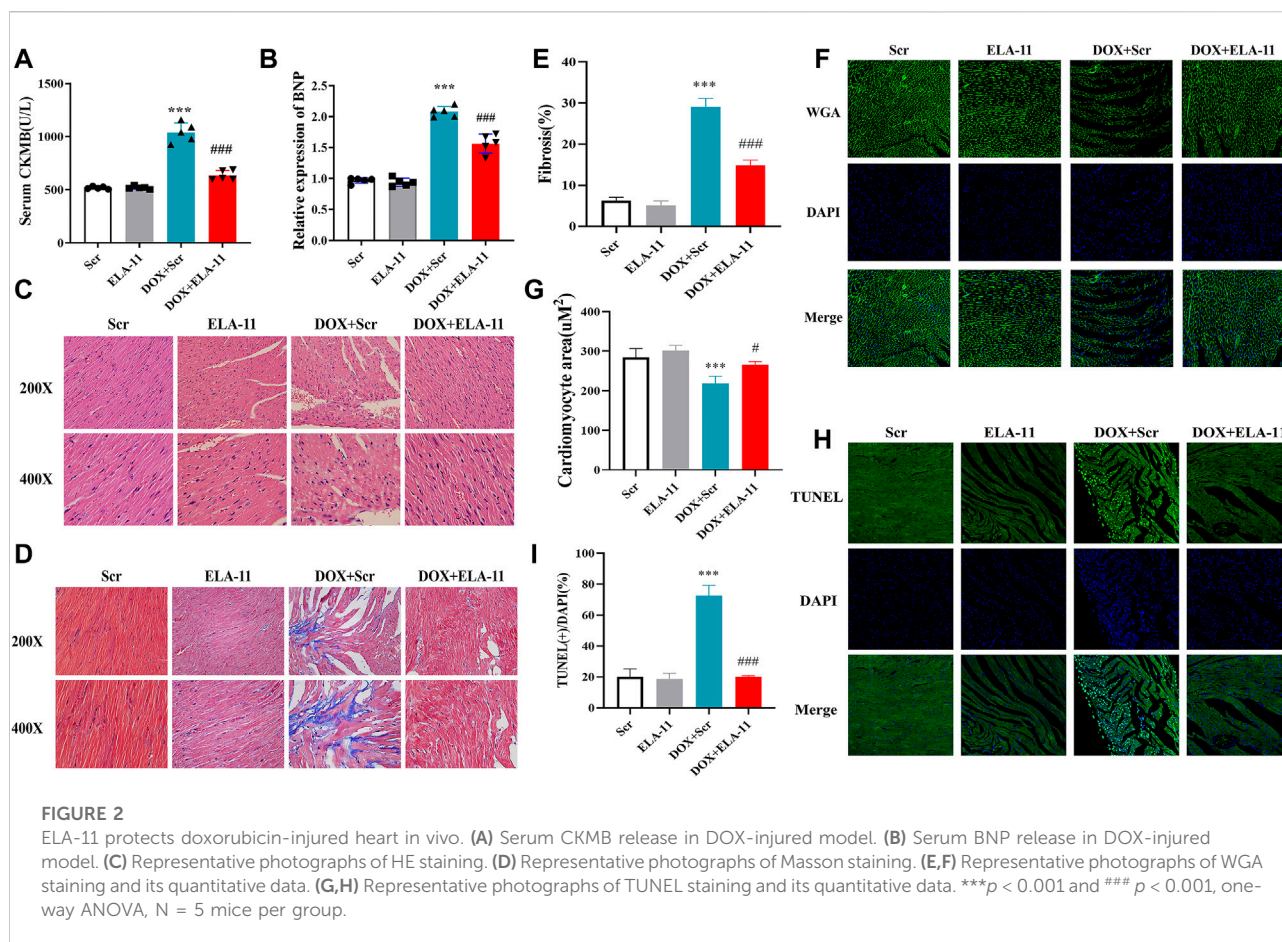 A
Serum CKMB(U/L)
1500
1000
500
0
***
###
Scr
ELA-11
DOX+Scr
DOX+ELA-11
B
Relative expression of BNP
2.5
2.0
1.5
1.0
0.5
0.0
***
###
Scr
ELA-11
DOX+Scr
DOX+ELA-11
E
Fibrosis(%)
40
30
20
10
0
***
###
Scr
ELA-11
DOX+Scr
DOX+ELA-11
F
Scr ELA-11 DOX+Scr DOX+ELA-11
WGA
DAPI
Merge
C
Scr ELA-11 DOX+Scr DOX+ELA-11
200X
400X
G
Cardiomyocyte area(uM²)
400
300
200
100
0
***
#
Scr
ELA-11
DOX+Scr
DOX+ELA-11
H
Scr ELA-11 DOX+Scr DOX+ELA-11
TUNEL
DAPI
Merge
D
Scr ELA-11 DOX+Scr DOX+ELA-11
200X
400X
I
TUNEL(+)/DAPI(%)
100
80
60
40
20
0
***
###
Scr
ELA-11
DOX+Scr
DOX+ELA-11
FIGURE 2
ELA-11 protects doxorubicin-injured heart in vivo. (A) Serum CKMB release in DOX-injured model. (B) Serum BNP release in DOX-injured
model. (C) Representative photographs of HE staining. (D) Representative photographs of Masson staining. (E,F) Representative photographs of WGA
staining and its quantitative data. (G,H) Representative photographs of TUNEL staining and its quantitative data. ***p < 0.001 and ### p < 0.001, one-
way ANOVA, N = 5 mice per group.